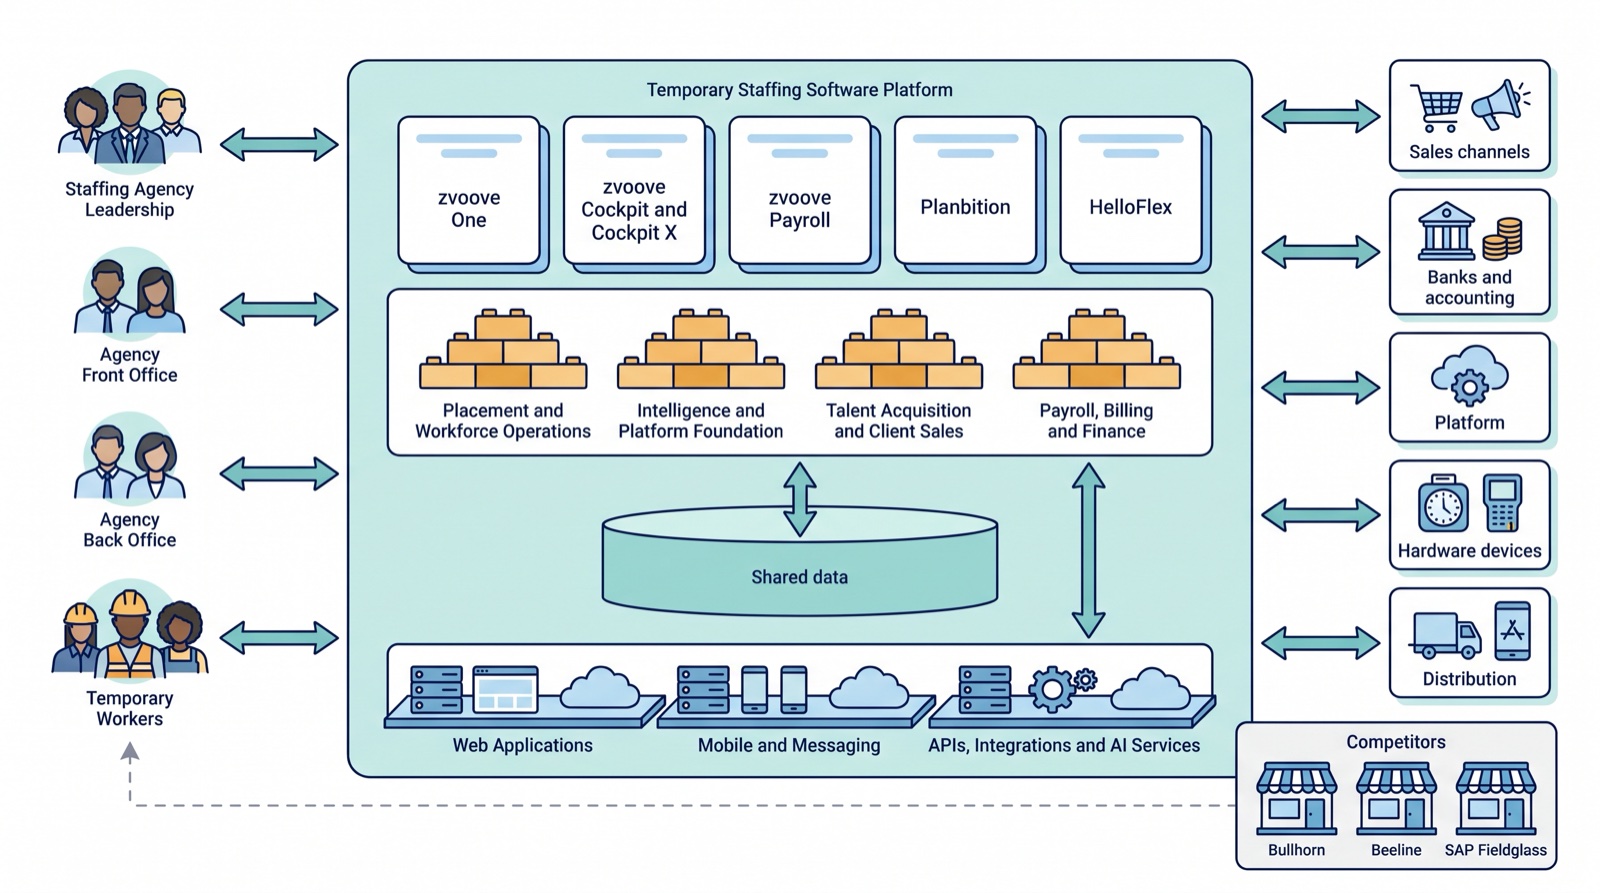 Temporary Staffing Software Platform
zvoove
One
zvoove
Cockpit and
Cockpit X
zvoove
Payroll
Planbition
HelloFlex
Placement and
Workforce Operations
Intelligence and
Platform Foundation
Talent Acquisition
and Client Sales
Payroll, Billing
and Finance
Shared data
Web Applications
Mobile and Messaging
APIs, Integrations and AI Services
Staffing Agency
Leadership
Agency
Front Office
Agency
Back Office
Temporary
Workers
Sales channels
Banks and
accounting
Platform
Hardware devices
Distribution
Competitors
Bullhorn
Beeline
SAP Fieldglass